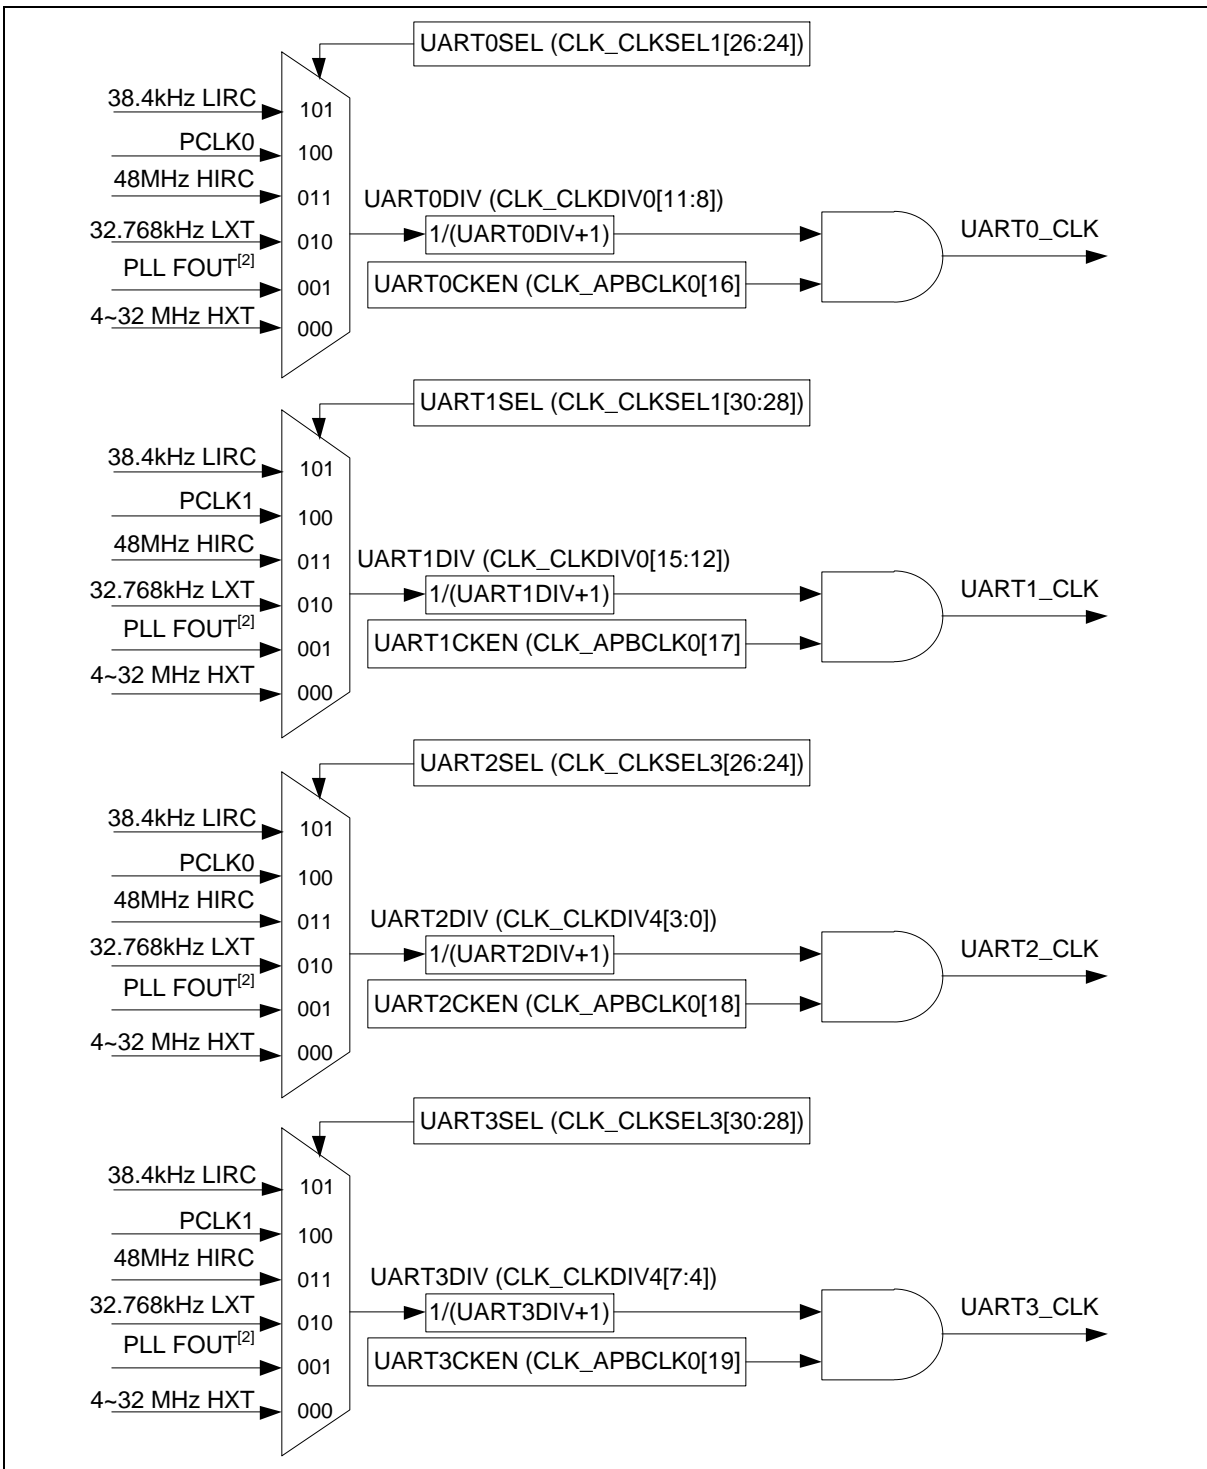 UART0SEL (CLK_CLKSEL1[26:24])
38.4kHz LIRC
101
PCLK0
100
48MHz HIRC
011
UART0DIV (CLK_CLKDIV0[11:8])
32.768kHz LXT
010
1/(UART0DIV+1)
UART0_CLK
PLL FOUT[2]
001
UART0CKEN (CLK_APBCLK0[16]
4~32 MHz HXT
000
UART1SEL (CLK_CLKSEL1[30:28])
38.4kHz LIRC
101
PCLK1
100
48MHz HIRC
011
UART1DIV (CLK_CLKDIV0[15:12])
32.768kHz LXT
010
1/(UART1DIV+1)
UART1_CLK
PLL FOUT[2]
001
UART1CKEN (CLK_APBCLK0[17]
4~32 MHz HXT
000
UART2SEL (CLK_CLKSEL3[26:24])
38.4kHz LIRC
101
PCLK0
100
48MHz HIRC
011
UART2DIV (CLK_CLKDIV4[3:0])
32.768kHz LXT
010
1/(UART2DIV+1)
UART2_CLK
PLL FOUT[2]
001
UART2CKEN (CLK_APBCLK0[18]
4~32 MHz HXT
000
UART3SEL (CLK_CLKSEL3[30:28])
38.4kHz LIRC
101
PCLK1
100
48MHz HIRC
011
UART3DIV (CLK_CLKDIV4[7:4])
32.768kHz LXT
010
1/(UART3DIV+1)
UART3_CLK
PLL FOUT[2]
001
UART3CKEN (CLK_APBCLK0[19]
4~32 MHz HXT
000